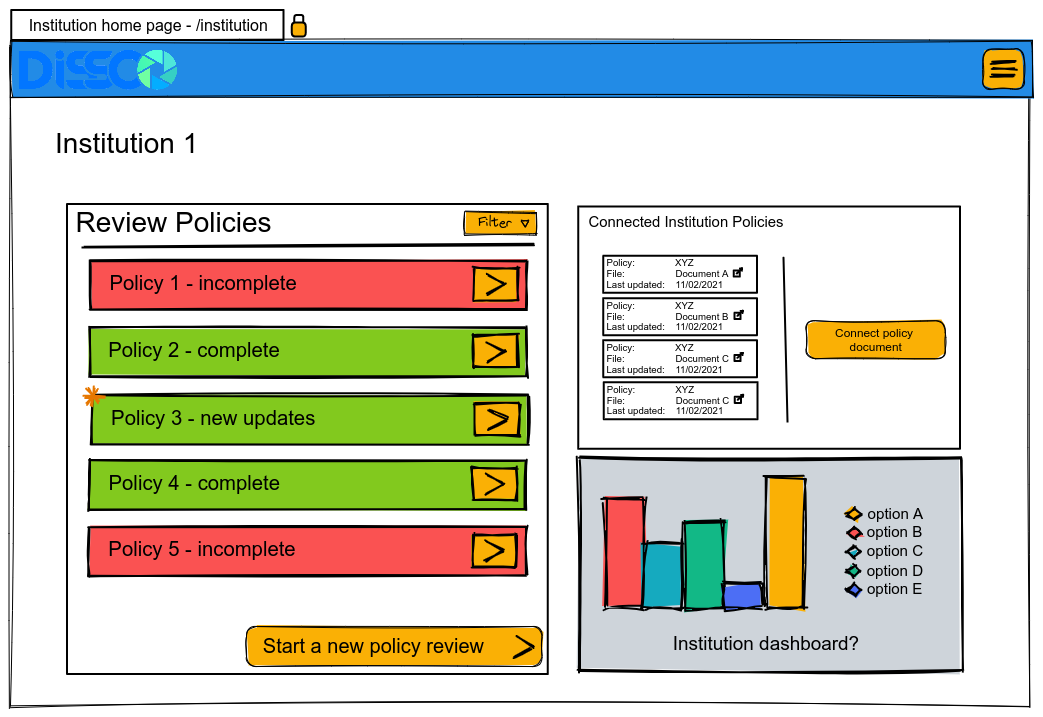 Institution home page - /institution
DiSSCo
Institution 1
Review Policies
Filter
Policy 1 - incomplete
Policy 2 - complete
Policy 3 - new updates
Policy 4 - complete
Policy 5 - incomplete
Start a new policy review
Connected Institution Policies
Policy: XYZ
File: Document A
Last updated: 11/02/2021
Policy: XYZ
File: Document B
Last updated: 11/02/2021
Policy: XYZ
File: Document C
Last updated: 11/02/2021
Policy: XYZ
File: Document C
Last updated: 11/02/2021
Connect policy
document
option A
option B
option C
option D
option E
Institution dashboard?